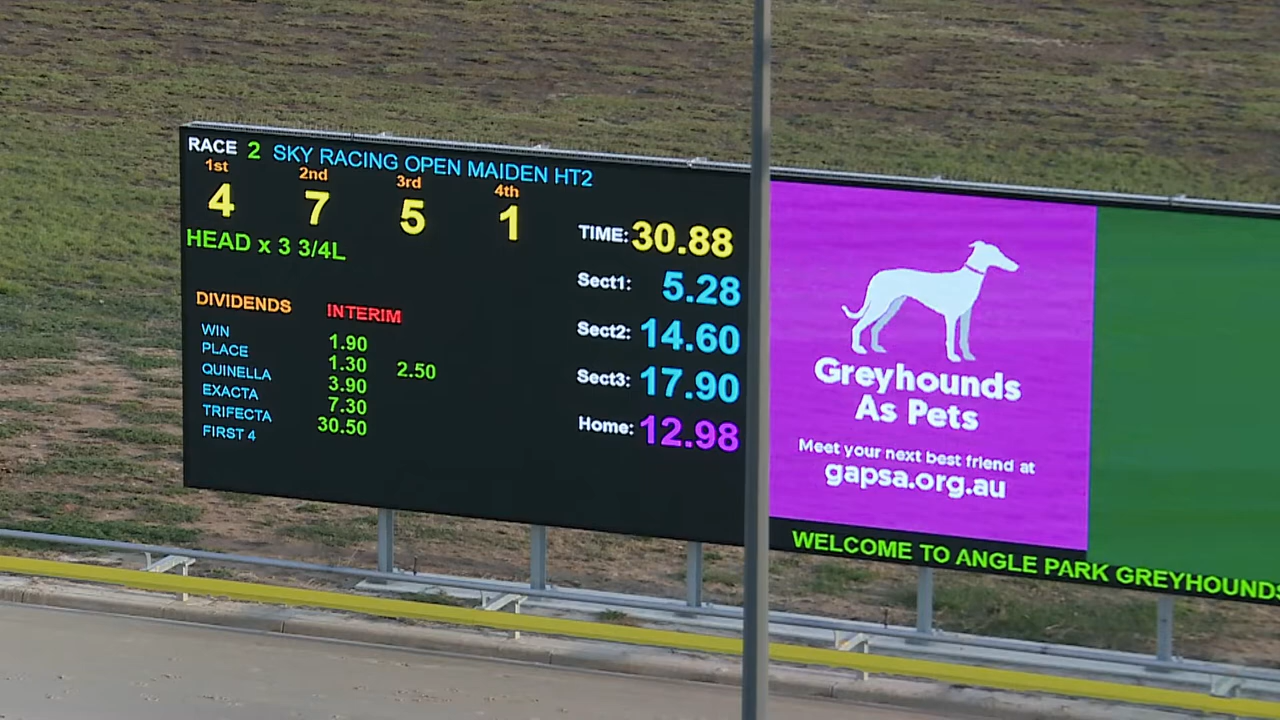 RACE 2 SKY RACING OPEN MAIDEN HT2
1st 2nd 3rd 4th
4 7 5 1
HEAD x 3 3/4L
TIME: 30.88
Sect1: 5.28
Sect2: 14.60
Sect3: 17.90
Home: 12.98
DIVIDENDS INTERIM
WIN 1.90
PLACE 1.30 2.50
QUINELLA 3.90
EXACTA 7.30
TRIFECTA 30.50
FIRST 4
Greyhounds
As Pets
Meet your next best friend at
gapsa.org.au
WELCOME TO ANGLE PARK GREYHOUNDS